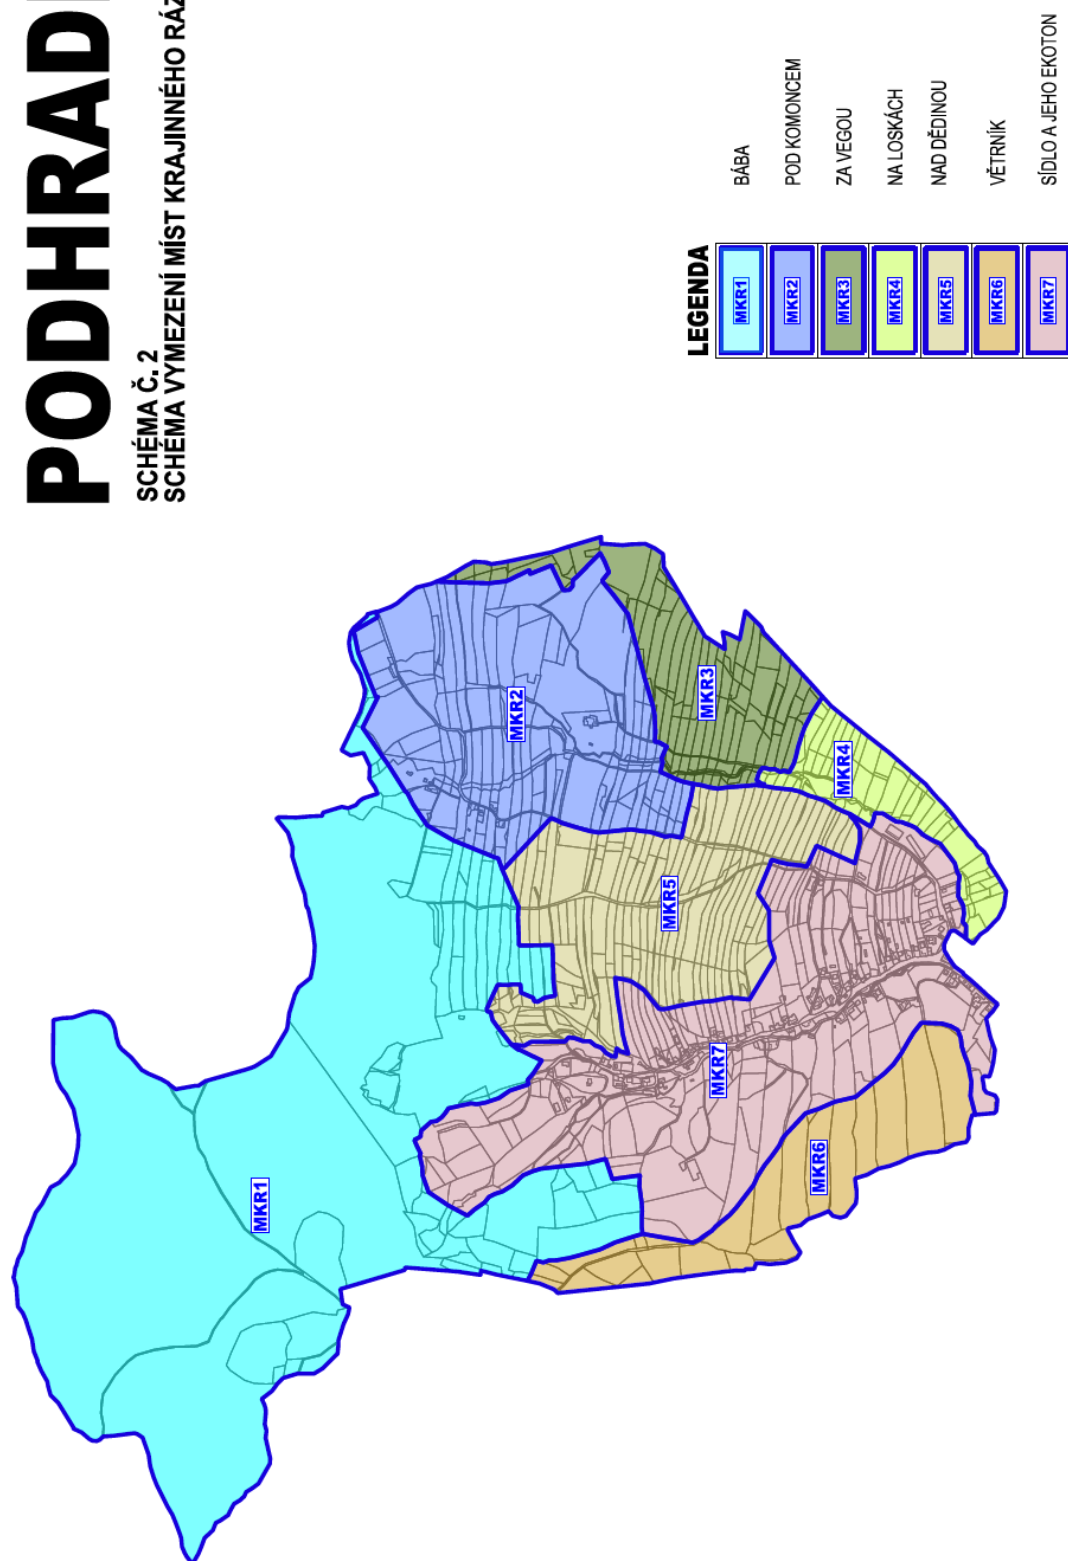 PODHRAD
SCHÉMA Č. 2
SCHÉMA VYMEZENÍ MÍST KRAJINNÉHO RÁZ
LEGENDA
MKR1 BÁBA
MKR2 POD KOMONCEM
MKR3 ZA VEGOU
MKR4 NA LOSKÁCH
MKR5 NAD DĚDINOU
MKR6 VĚTRNÍK
MKR7 SÍDLO A JEHO EKOTON
MKR1
MKR2
MKR3
MKR4
MKR5
MKR7
MKR6